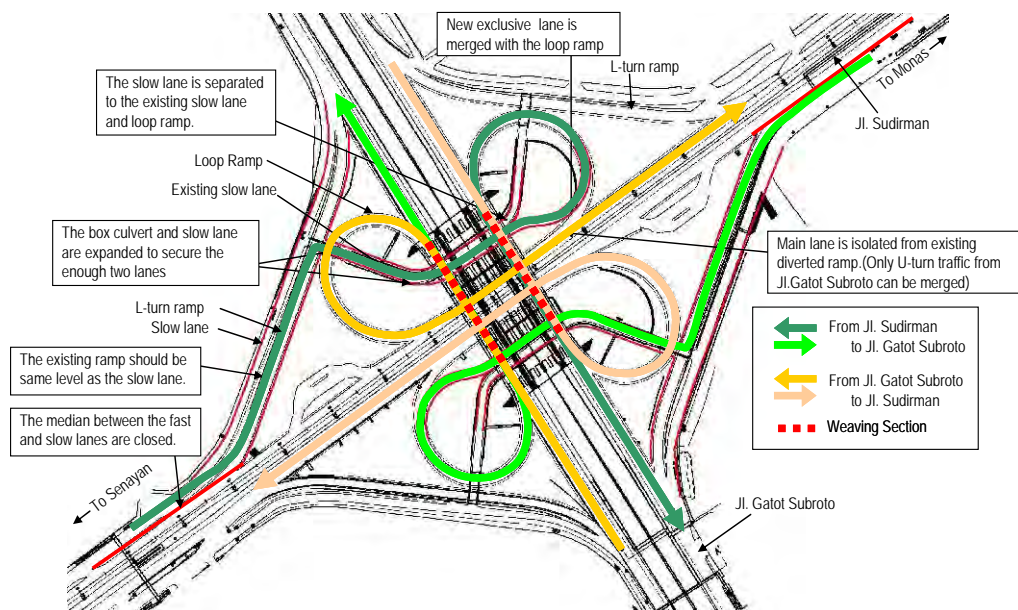 New exclusive lane is
merged with the loop ramp
L-turn ramp
To Monas
Jl. Sudirman
The slow lane is separated
to the existing slow lane
and loop ramp.
Loop Ramp
Existing slow lane
The box culvert and slow lane
are expanded to secure the
enough two lanes
Main lane is isolated from existing
diverted ramp.(Only U-turn traffic from
Jl.Gatot Subroto can be merged)
L-turn ramp
Slow lane
The existing ramp should be
same level as the slow lane.
The median between the fast
and slow lanes are closed.
From Jl. Sudirman
to Jl. Gatot Subroto
From Jl. Gatot Subroto
to Jl. Sudirman
Weaving Section
To Senayan
Jl. Gatot Subroto